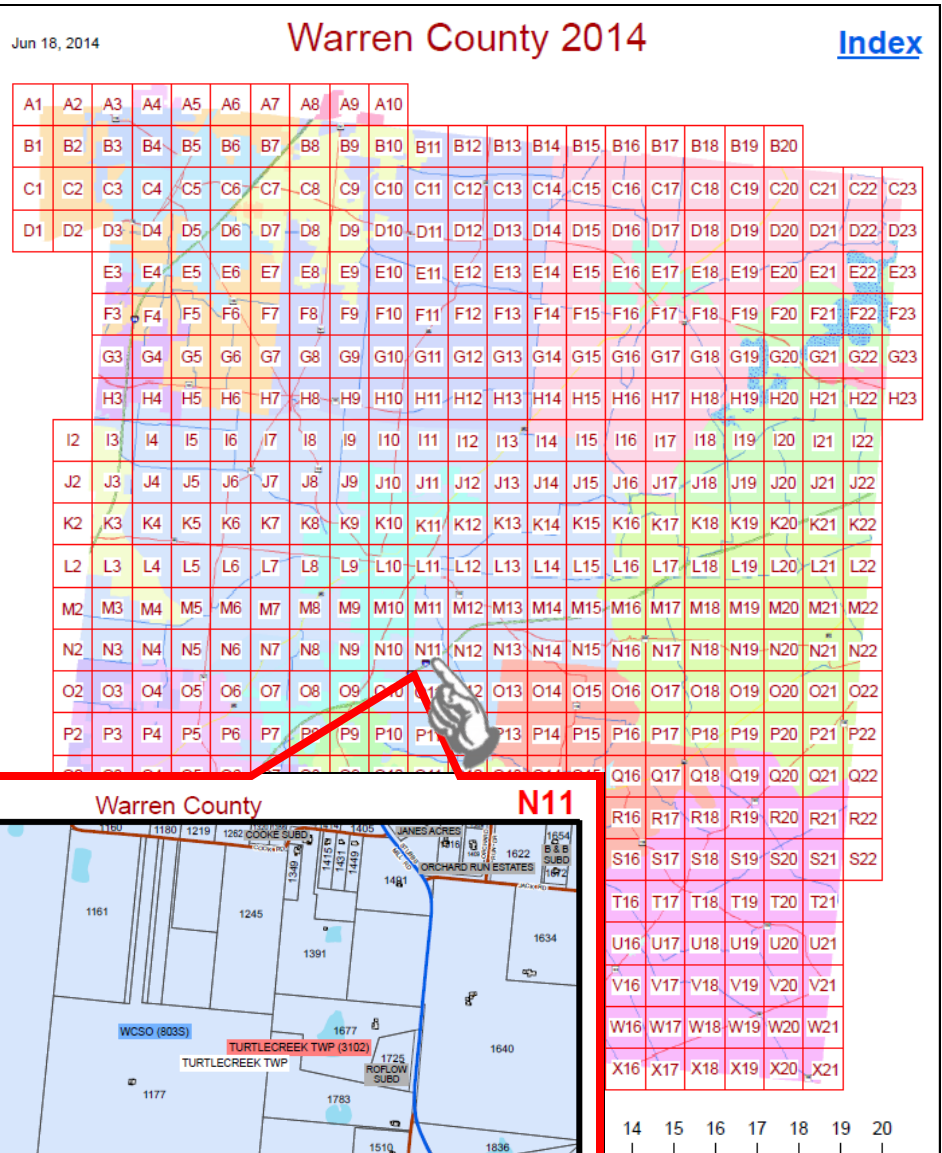 Jun 18, 2014 Warren County 2014 Index
A1 A2 A3 A4 A5 A6 A7 A8 A9 A10
B1 B2 B3 B4 B5 B6 B7 B8 B9 B10 B11 B12 B13 B14 B15 B16 B17 B18 B19 B20
C1 C2 C3 C4 C5 C6 C7 C8 C9 C10 C11 C12 C13 C14 C15 C16 C17 C18 C19 C20 C21 C22 C23
D1 D2 D3 D4 D5 D6 D7 D8 D9 D10 D11 D12 D13 D14 D15 D16 D17 D18 D19 D20 D21 D22 D23
E3 E4 E5 E6 E7 E8 E9 E10 E11 E12 E13 E14 E15 E16 E17 E18 E19 E20 E21 E22 E23
F3 F4 F5 F6 F7 F8 F9 F10 F11 F12 F13 F14 F15 F16 F17 F18 F19 F20 F21 F22 F23
G3 G4 G5 G6 G7 G8 G9 G10 G11 G12 G13 G14 G15 G16 G17 G18 G19 G20 G21 G22 G23
H3 H4 H5 H6 H7 H8 H9 H10 H11 H12 H13 H14 H15 H16 H17 H18 H19 H20 H21 H22 H23
I2 I3 I4 I5 I6 I7 I8 I9 I10 I11 I12 I13 I14 I15 I16 I17 I18 I19 I20 I21 I22
J2 J3 J4 J5 J6 J7 J8 J9 J10 J11 J12 J13 J14 J15 J16 J17 J18 J19 J20 J21 J22
K2 K3 K4 K5 K6 K7 K8 K9 K10 K11 K12 K13 K14 K15 K16 K17 K18 K19 K20 K21 K22
L2 L3 L4 L5 L6 L7 L8 L9 L10 L11 L12 L13 L14 L15 L16 L17 L18 L19 L20 L21 L22
M2 M3 M4 M5 M6 M7 M8 M9 M10 M11 M12 M13 M14 M15 M16 M17 M18 M19 M20 M21 M22
N2 N3 N4 N5 N6 N7 N8 N9 N10 N11 N12 N13 N14 N15 N16 N17 N18 N19 N20 N21 N22
O2 O3 O4 O5 O6 O7 O8 O9 O13 O14 O15 O16 O17 O18 O19 O20 O21 O22
P2 P3 P4 P5 P6 P7 P9 P10 P13 P14 P15 P16 P17 P18 P19 P20 P21 P22
Q16 Q17 Q18 Q19 Q20 Q21 Q22
R16 R17 R18 R19 R20 R21 R22
S16 S17 S18 S19 S20 S21 S22
T16 T17 T18 T19 T20 T21
U16 U17 U18 U19 U20 U21
V16 V17 V18 V19 V20 V21
W16 W17 W18 W19 W20 W21
X16 X17 X18 X19 X20 X21
14 15 16 17 18 19 20
Warren County N11
1160 1180 1219 1262 COOKE SUBD 1405 JANES ACRES 1654
1349 1415 1431 1449 1622 B & B
SUBD
1672
ORCHARD RUN ESTATES
1491
1161 1245
1391 1634
1677 1640
WCSO (803S)
TURTLECREEK TWP (3102)
TURTLECREEK TWP
1725
ROFLOW
SUBD
1177 1783
1510 1836